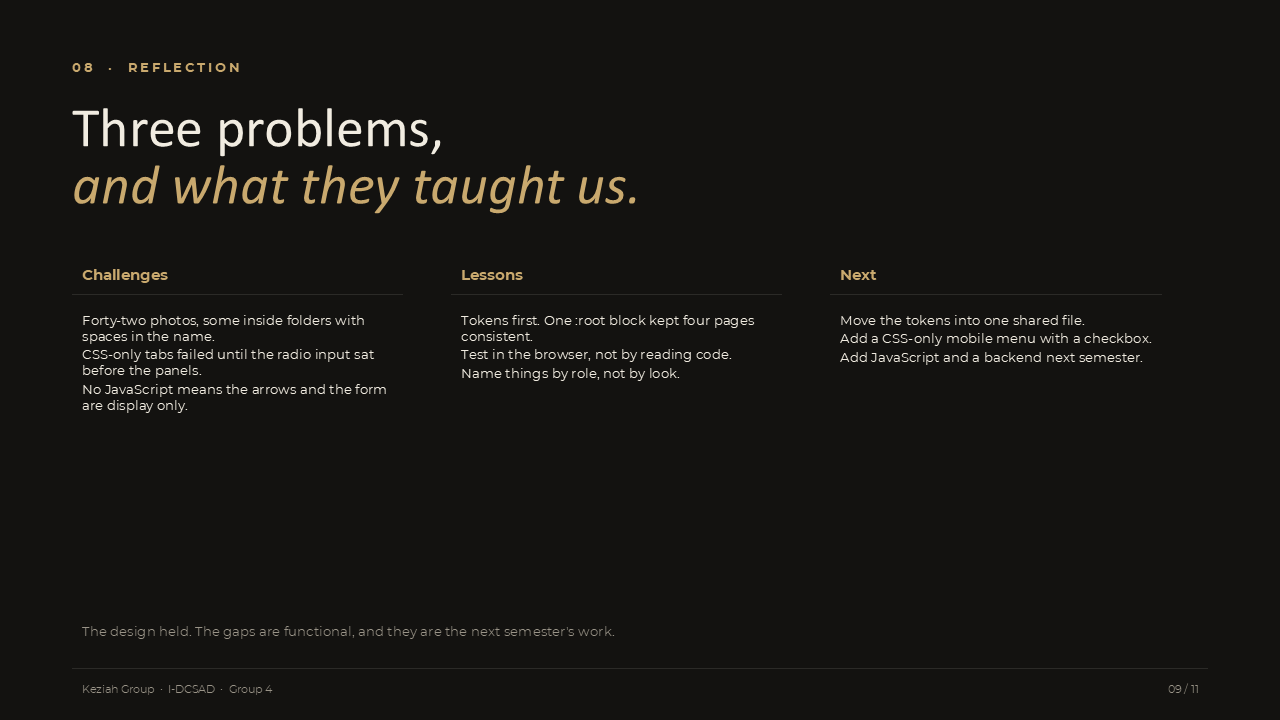 08 · REFLECTION
Three problems,
and what they taught us.
Challenges
Forty-two photos, some inside folders with
spaces in the name.
CSS-only tabs failed until the radio input sat
before the panels.
No JavaScript means the arrows and the form
are display only.
Lessons
Tokens first. One :root block kept four pages
consistent.
Test in the browser, not by reading code.
Name things by role, not by look.
Next
Move the tokens into one shared file.
Add a CSS-only mobile menu with a checkbox.
Add JavaScript and a backend next semester.
The design held. The gaps are functional, and they are the next semester's work.
Keziah Group · I-DCSAD · Group 4
09 / 11